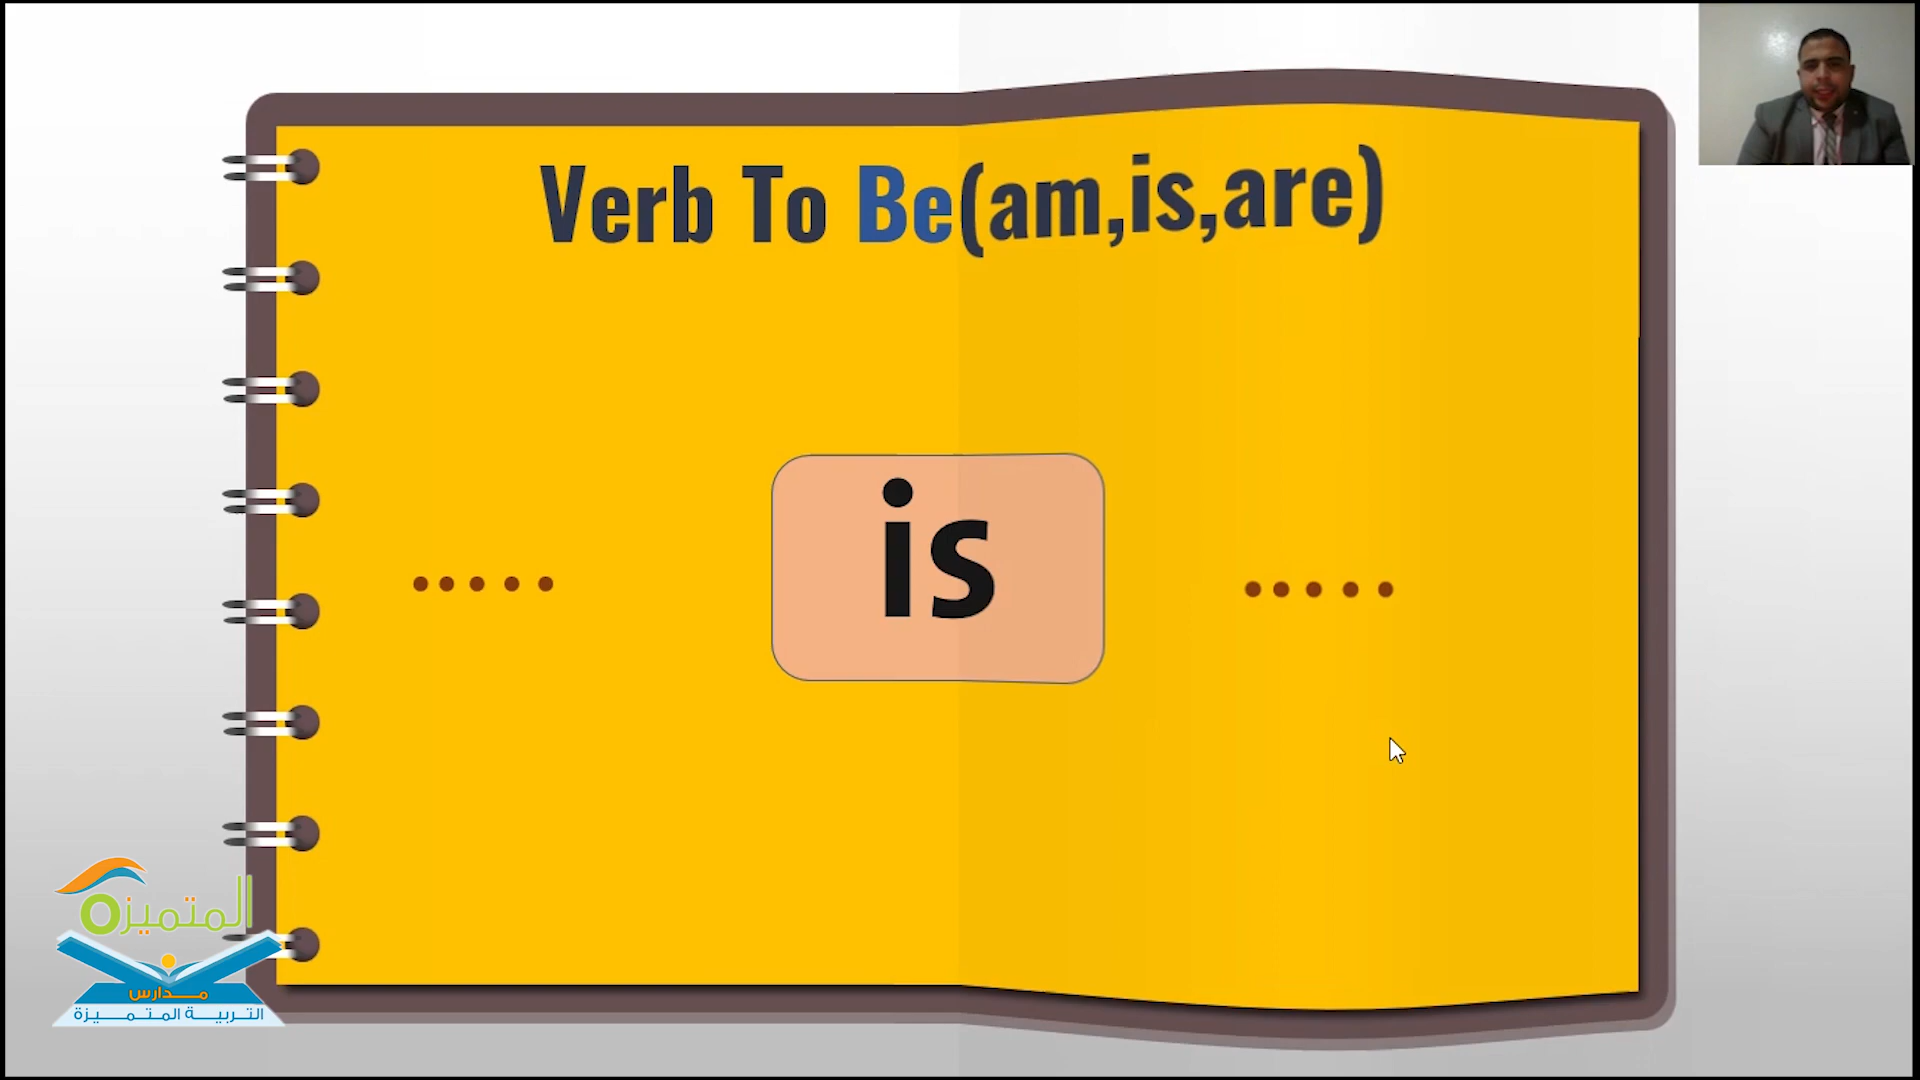 Verb To Be(am,is,are)
..... is .....
المتميزة
مدارس
التربية المتميزة